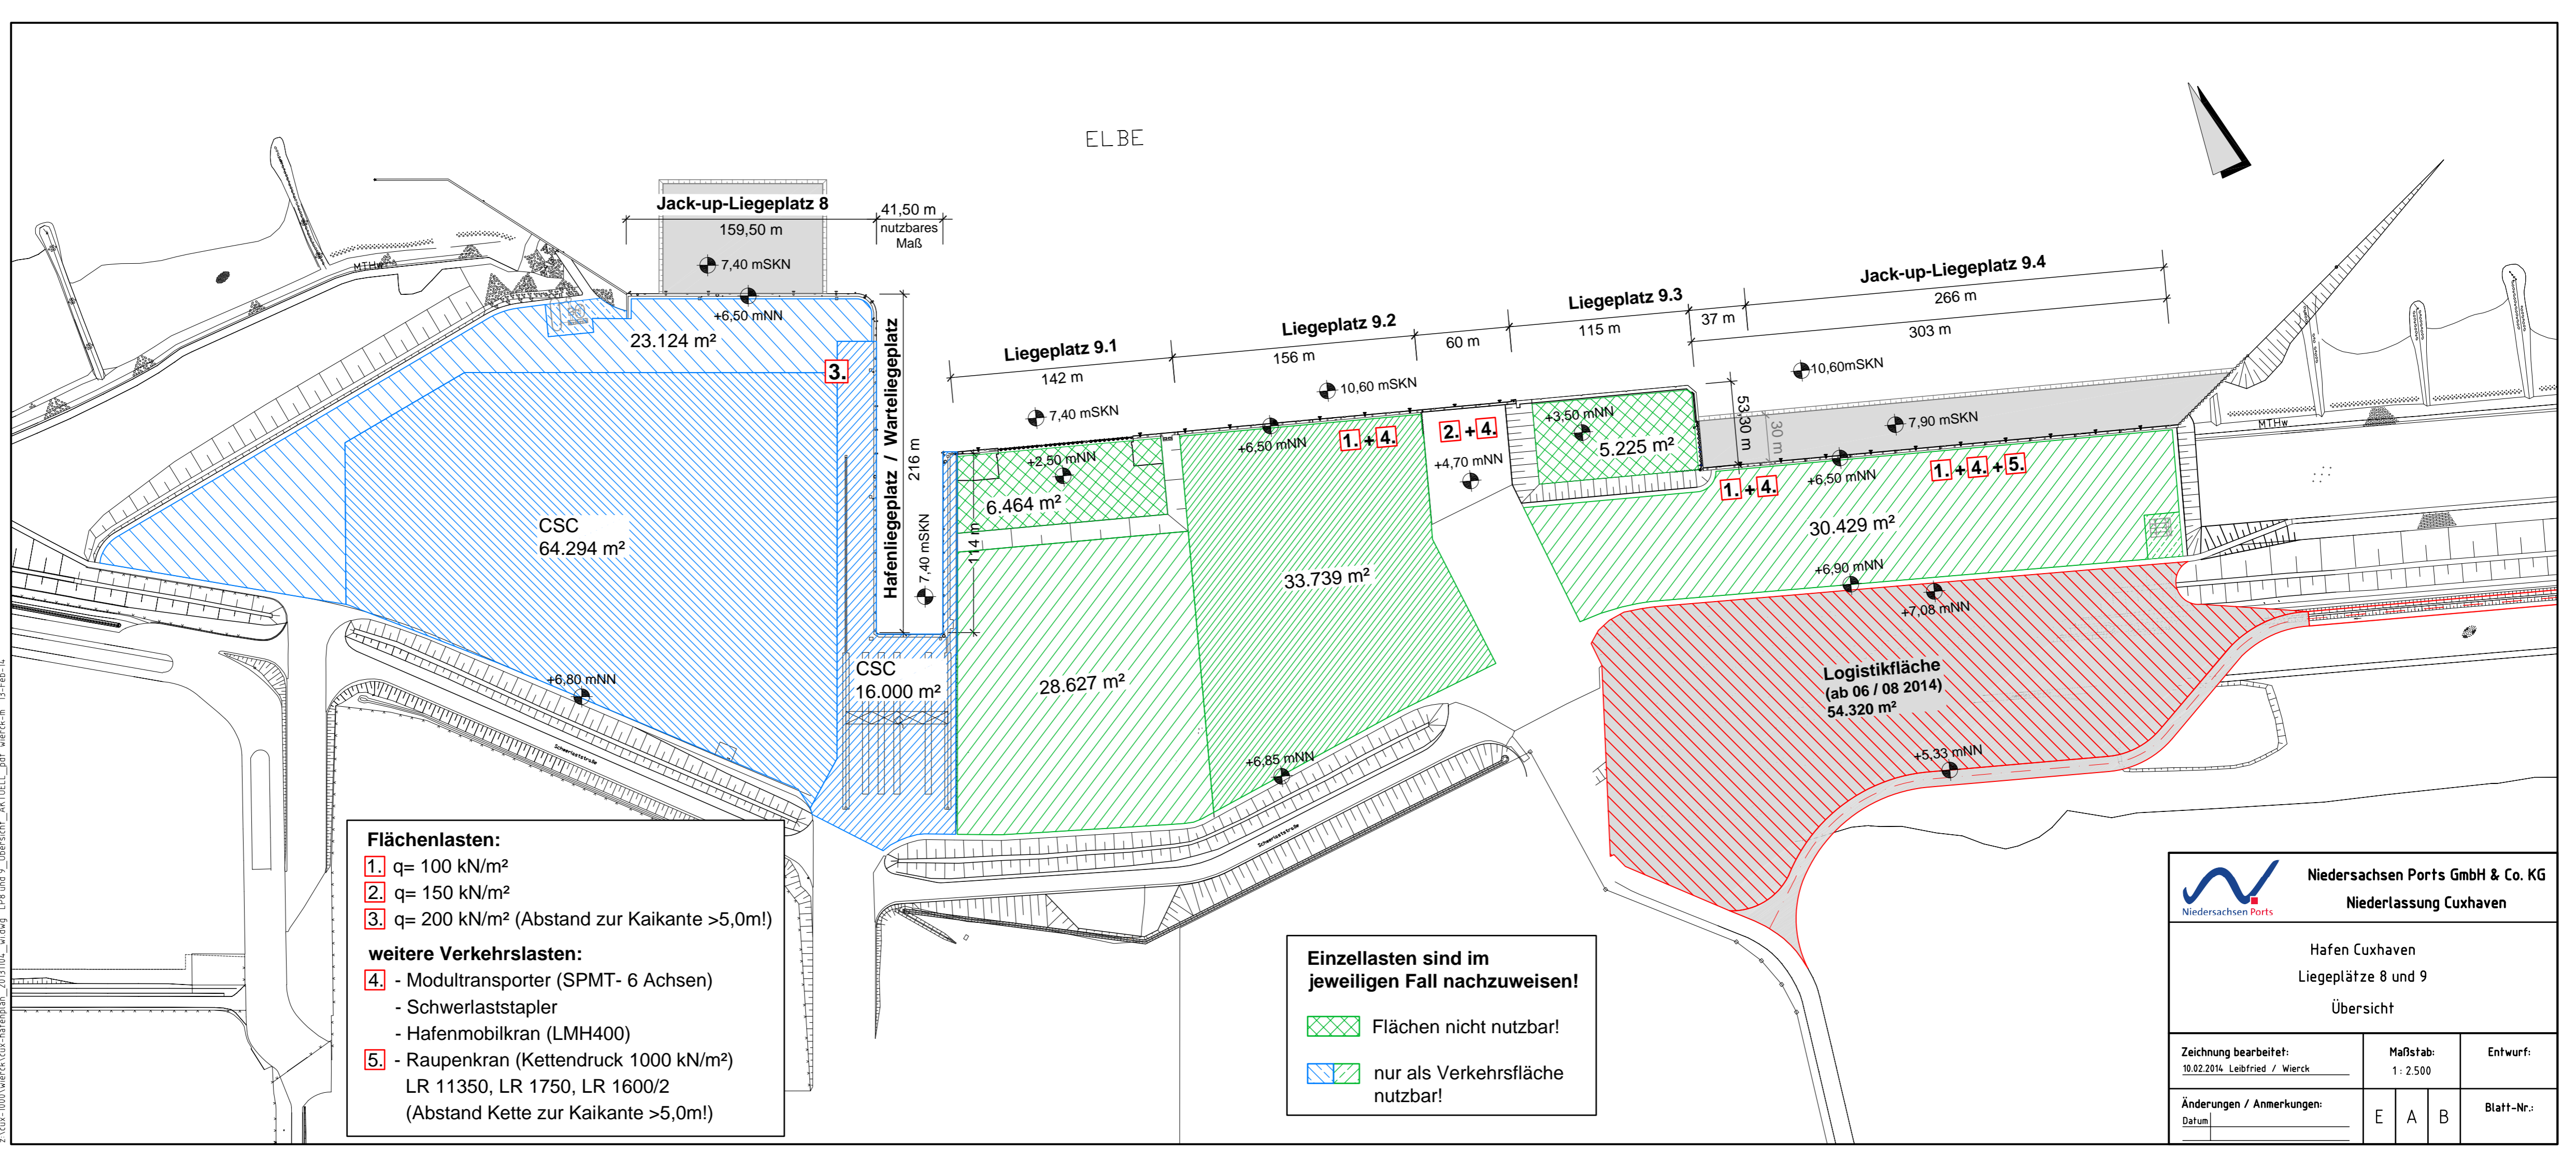 ELBE
Jack-up-Liegeplatz 8
159,50 m
41,50 m
nutzbares
Maß
7,40 mSKN
+6,50 mNN
MTHw
23.124 m²
3.
Hafenliegeplatz / Warteliegeplatz
216 m
7,40 mSKN
114 m
CSC
64.294 m²
+6,80 mNN
CSC
16.000 m²
Schwerlaststraße
Liegeplatz 9.1
142 m
7,40 mSKN
+2,50 mNN
6.464 m²
28.627 m²
Liegeplatz 9.2
156 m
60 m
10,60 mSKN
+6,50 mNN
1.+4.
2.+4.
+4,70 mNN
33.739 m²
+6,85 mNN
Schwerlaststraße
Liegeplatz 9.3
115 m
37 m
+3,50 mNN
5.225 m²
53,30 m
30 m
Jack-up-Liegeplatz 9.4
266 m
303 m
10,60mSKN
7,90 mSKN
1.+4.
+6,50 mNN
1.+4.+5.
30.429 m²
+6,90 mNN
+7,08 mNN
MTHw
Logistikfläche
(ab 06 / 08 2014)
54.320 m²
+5,33 mNN
Flächenlasten:
1. q= 100 kN/m²
2. q= 150 kN/m²
3. q= 200 kN/m² (Abstand zur Kaikante >5,0m!)
weitere Verkehrslasten:
4. - Modultransporter (SPMT- 6 Achsen)
- Schwerlaststapler
- Hafenmobilkran (LMH400)
5. - Raupenkran (Kettendruck 1000 kN/m²)
LR 11350, LR 1750, LR 1600/2
(Abstand Kette zur Kaikante >5,0m!)
Einzellasten sind im
jeweiligen Fall nachzuweisen!
Flächen nicht nutzbar!
nur als Verkehrsfläche
nutzbar!
Niedersachsen Ports
Niedersachsen Ports GmbH & Co. KG
Niederlassung Cuxhaven
Hafen Cuxhaven
Liegeplätze 8 und 9
Übersicht
Zeichnung bearbeitet:
10.02.2014 Leibfried / Wierck
Maßstab:
1 : 2.500
Entwurf:
Änderungen / Anmerkungen:
Datum
E A B
Blatt-Nr.: